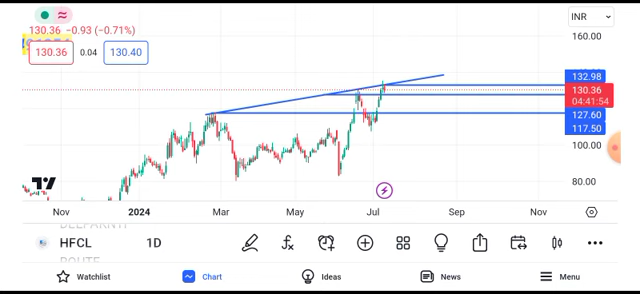 INR
130.36 −0.93 (−0.71%)
130.36 0.04 130.40
160.00
132.98
130.36
04:41:54
127.60
117.50
100.00
80.00
Nov 2024 Mar May Jul Sep Nov
HFCL 1D
Watchlist Chart Ideas News Menu